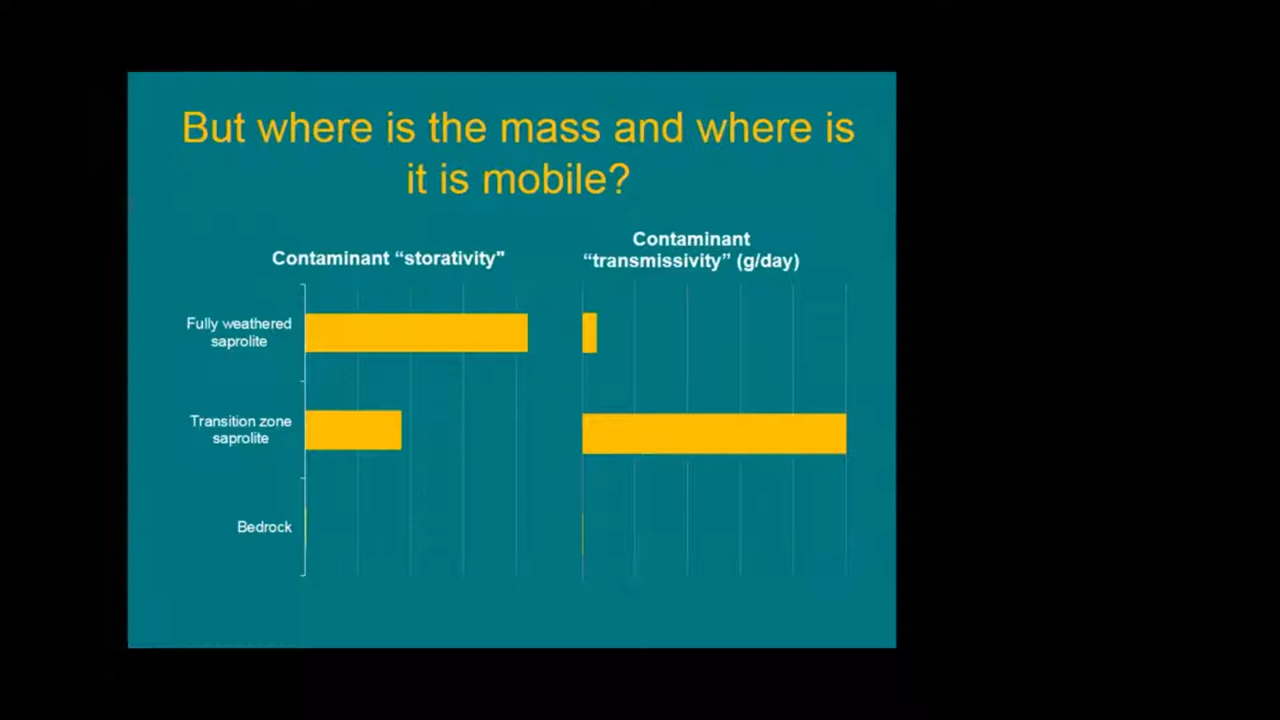 But where is the mass and where is
it is mobile?
Contaminant “storativity"
Contaminant
“transmissivity” (g/day)
Fully weathered
saprolite
Transition zone
saprolite
Bedrock